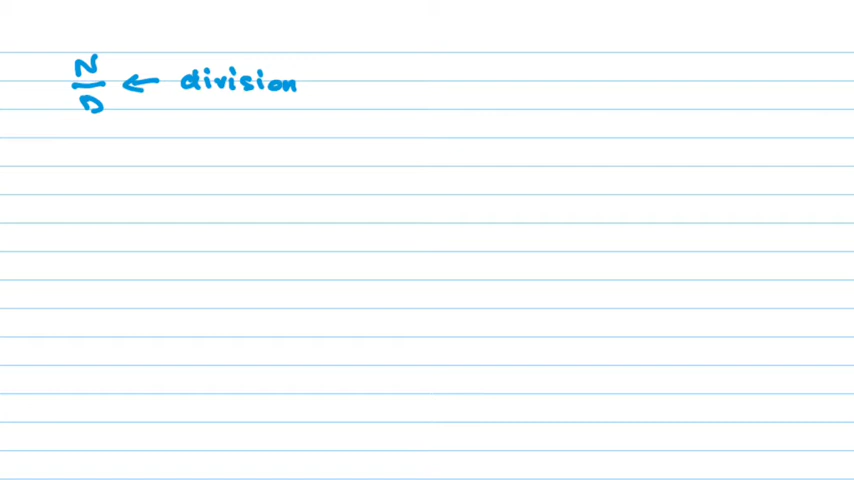 N
— ← division
D